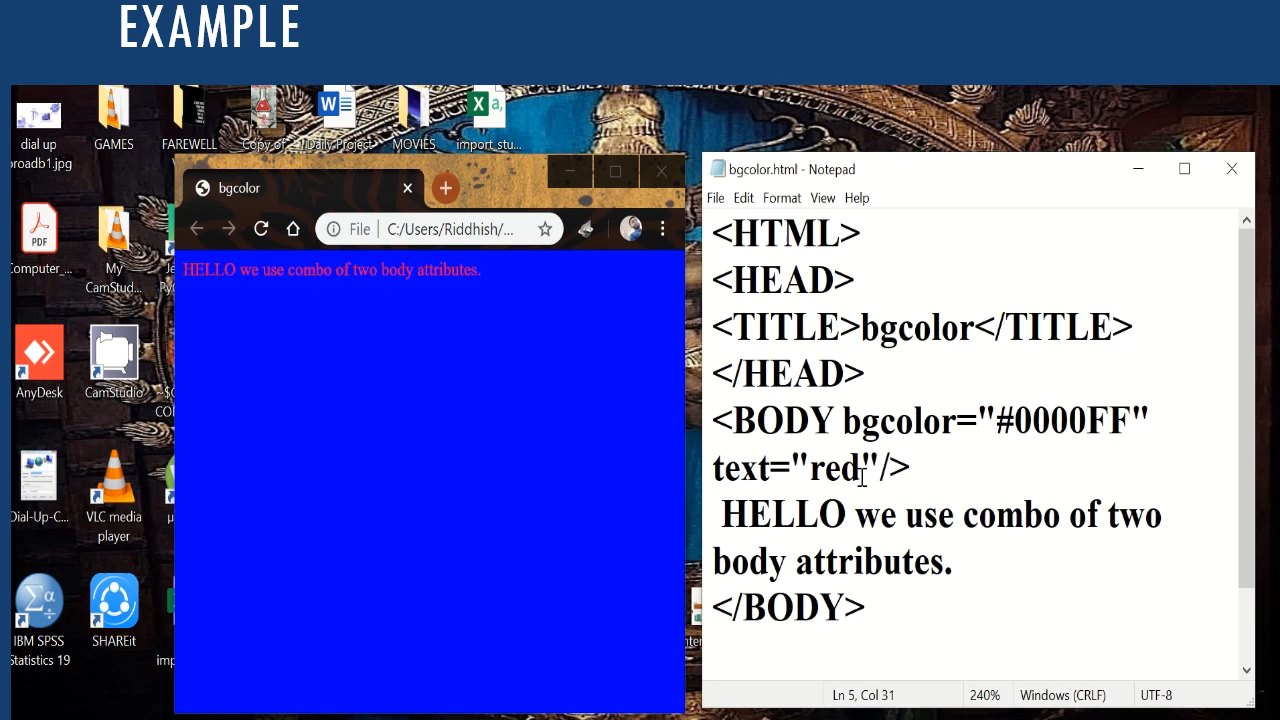 EXAMPLE
dial up
broadb1.jpg
GAMES
FAREWELL
Copy of
Daily Project
MOVIES
import_stu...
PDF
Computer_...
My
CamStud...
AnyDesk
CamStudio
Dial-Up-C...
VLC media
player
IBM SPSS
Statistics 19
SHAREit
bgcolor
File | C:/Users/Riddhish/...
HELLO we use combo of two body attributes.
bgcolor.html - Notepad
File Edit Format View Help
<HTML>
<HEAD>
<TITLE>bgcolor</TITLE>
</HEAD>
<BODY bgcolor="#0000FF"
text="red"/>
HELLO we use combo of two
body attributes.
</BODY>
Ln 5, Col 31 240% Windows (CRLF) UTF-8